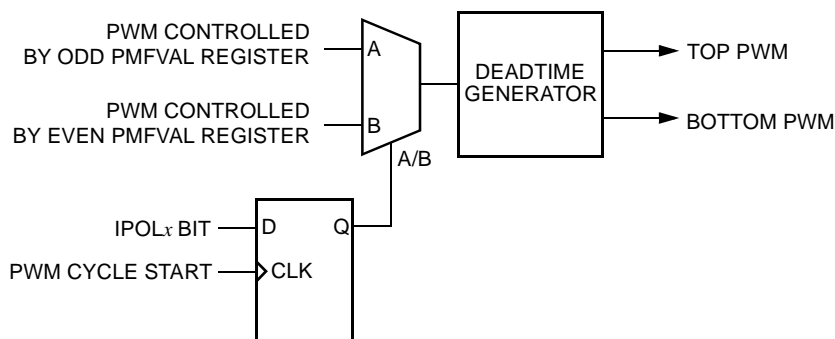 PWM CONTROLLED
BY ODD PMFVAL REGISTER
A
PWM CONTROLLED
BY EVEN PMFVAL REGISTER
B
A/B
DEADTIME
GENERATOR
TOP PWM
BOTTOM PWM
IPOLx BIT
D
Q
PWM CYCLE START
CLK